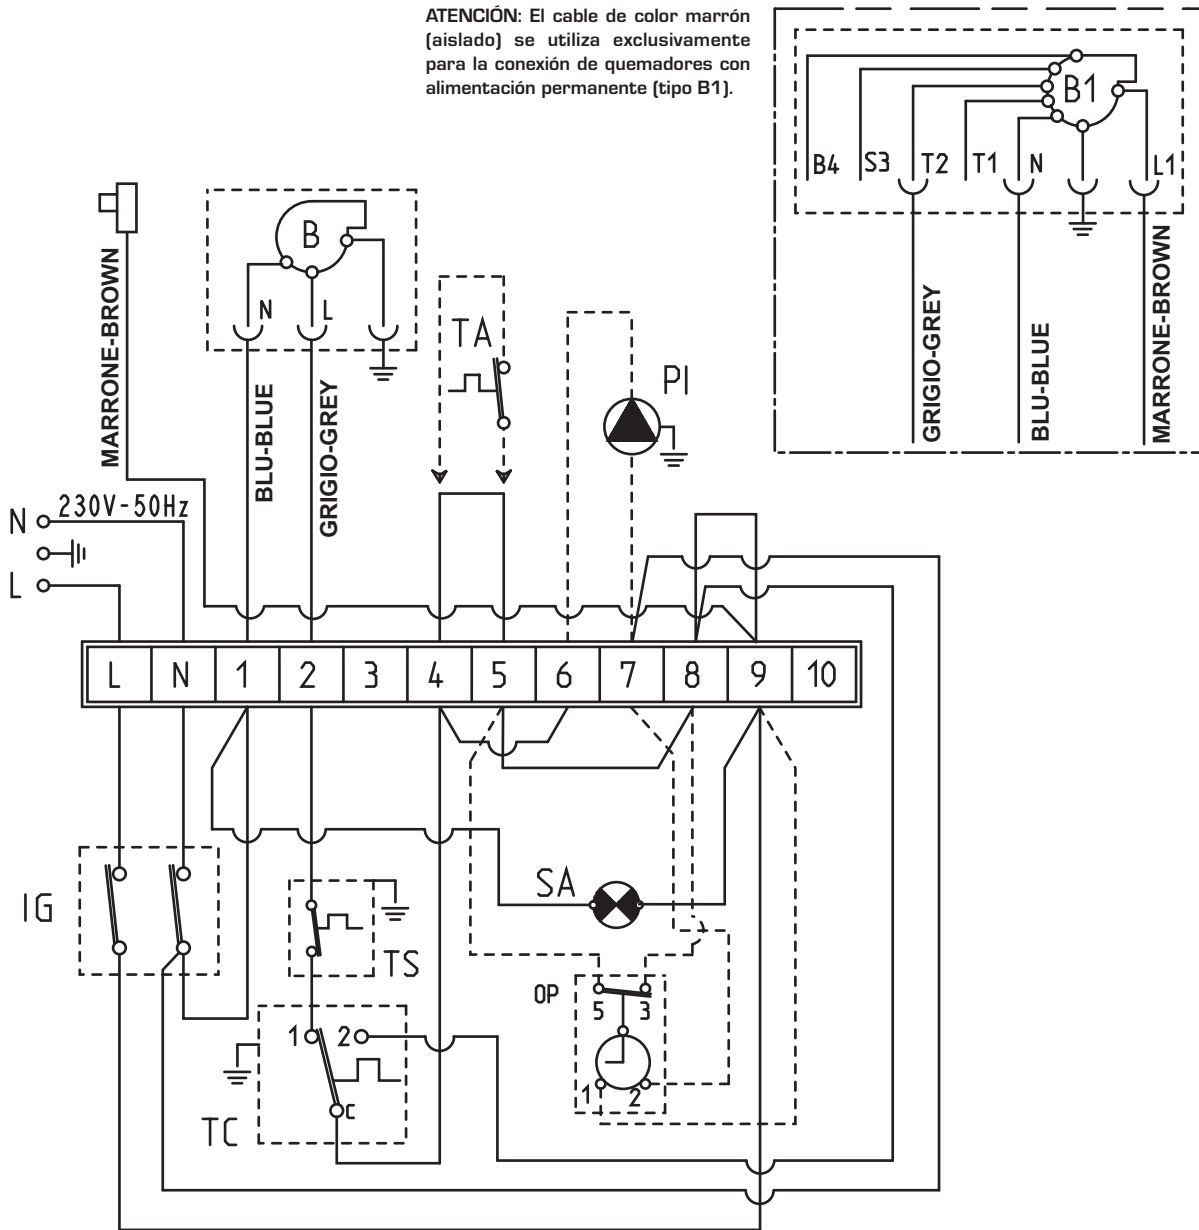 ATENCIÓN: El cable de color marrón
(aislado) se utiliza exclusivamente
para la conexión de quemadores con
alimentación permanente (tipo B1).
B1
B4 S3 T2 T1 N L1
GRIGIO-GREY
BLU-BLUE
MARRONE-BROWN
MARRONE-BROWN
B
N L
BLU-BLUE
GRIGIO-GREY
TA
PI
N 230V-50Hz
L
L N 1 2 3 4 5 6 7 8 9 10
IG
SA
TS
OP
5 3
1 2
1 2
C
TC